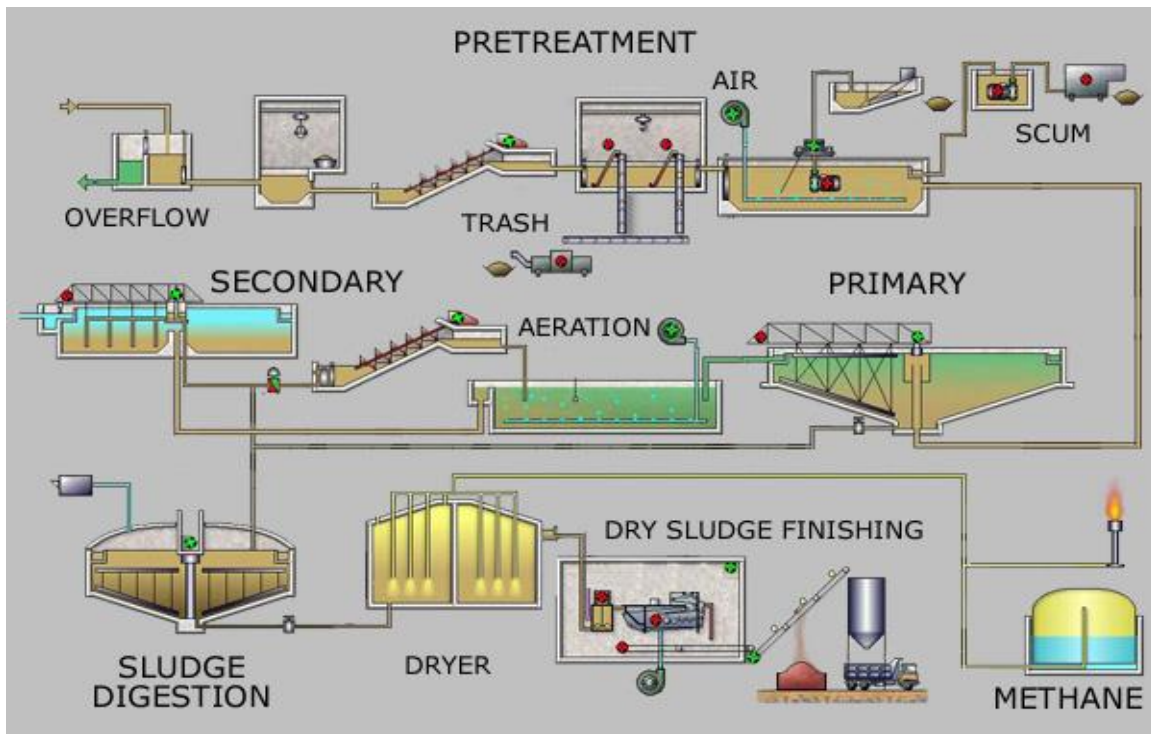 PRETREATMENT
AIR
SCUM
OVERFLOW
TRASH
SECONDARY
PRIMARY
AERATION
DRY SLUDGE FINISHING
SLUDGE
DIGESTION
DRYER
METHANE